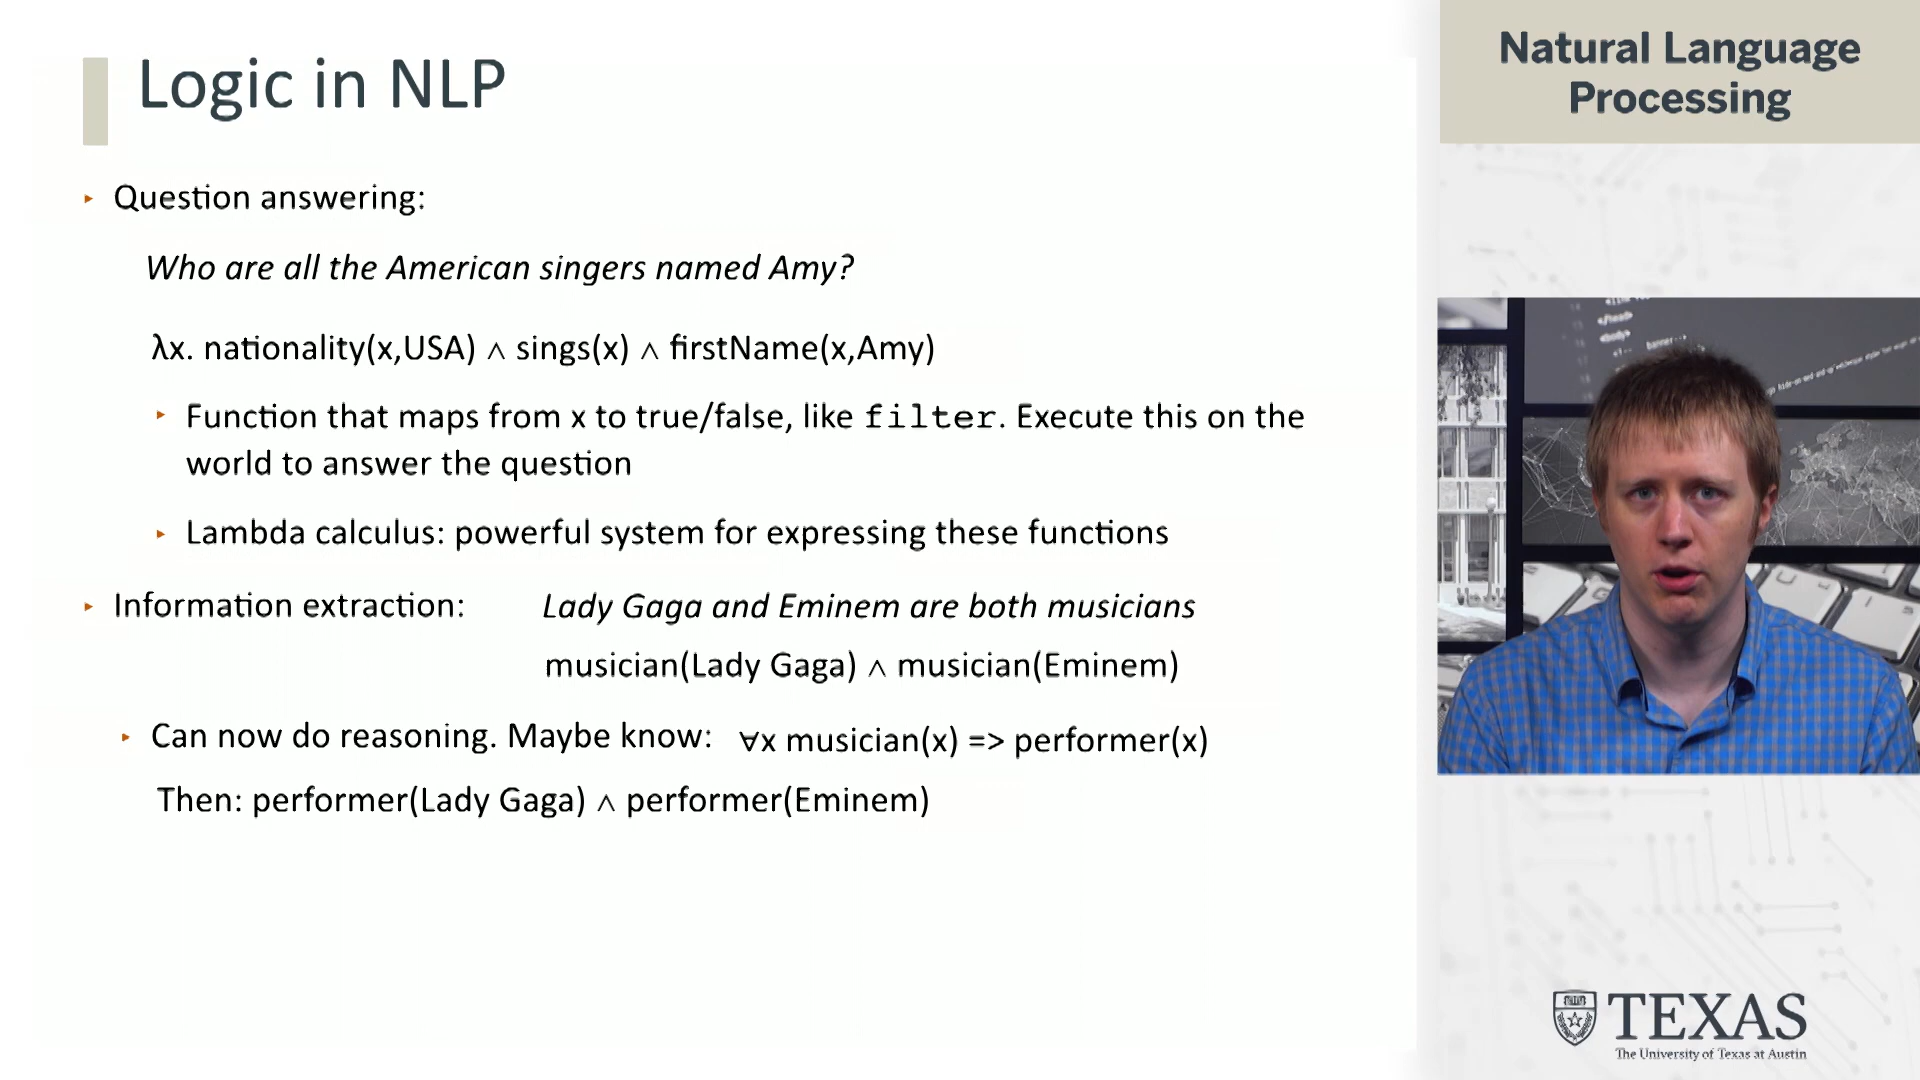 Logic in NLP
Natural Language
Processing
▸ Question answering:
Who are all the American singers named Amy?
λx. nationality(x,USA) ∧ sings(x) ∧ firstName(x,Amy)
▸ Function that maps from x to true/false, like filter. Execute this on the
world to answer the question
▸ Lambda calculus: powerful system for expressing these functions
▸ Information extraction: Lady Gaga and Eminem are both musicians
musician(Lady Gaga) ∧ musician(Eminem)
▸ Can now do reasoning. Maybe know: ∀x musician(x) => performer(x)
Then: performer(Lady Gaga) ∧ performer(Eminem)
</head>
<body>
TEXAS
The University of Texas at Austin